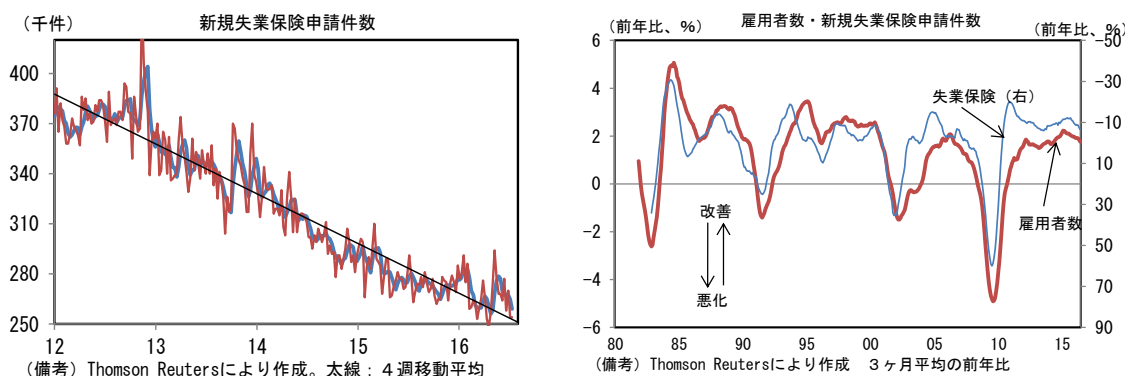 （千件）
新規失業保険申請件数
400
370
340
310
280
250
12 13 14 15 16
（備考）Thomson Reutersにより作成。太線：４週移動平均
雇用者数・新規失業保険申請件数
（前年比、%）
（前年比、%）
6
4
2
0
-2
-4
-6
-50
-30
-10
10
30
50
70
90
失業保険（右）
雇用者数
改善
悪化
80 85 90 95 00 05 10 15
（備考）Thomson Reutersにより作成　３ヶ月平均の前年比